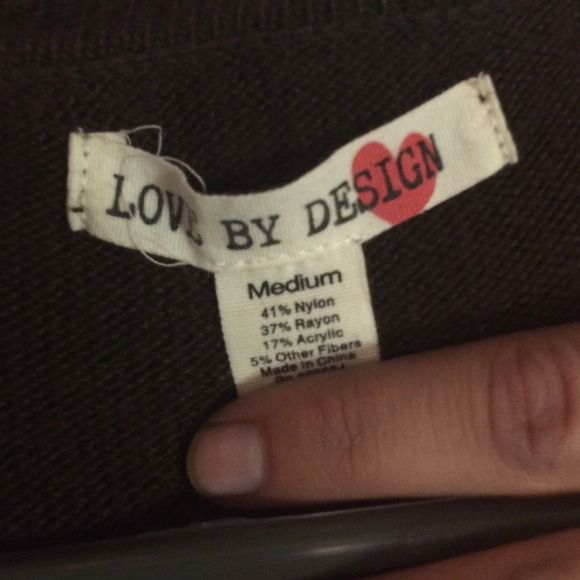 LOVE BY DESIGN
Medium
41% Nylon
37% Rayon
17% Acrylic
5% Other Fibers
Made in China